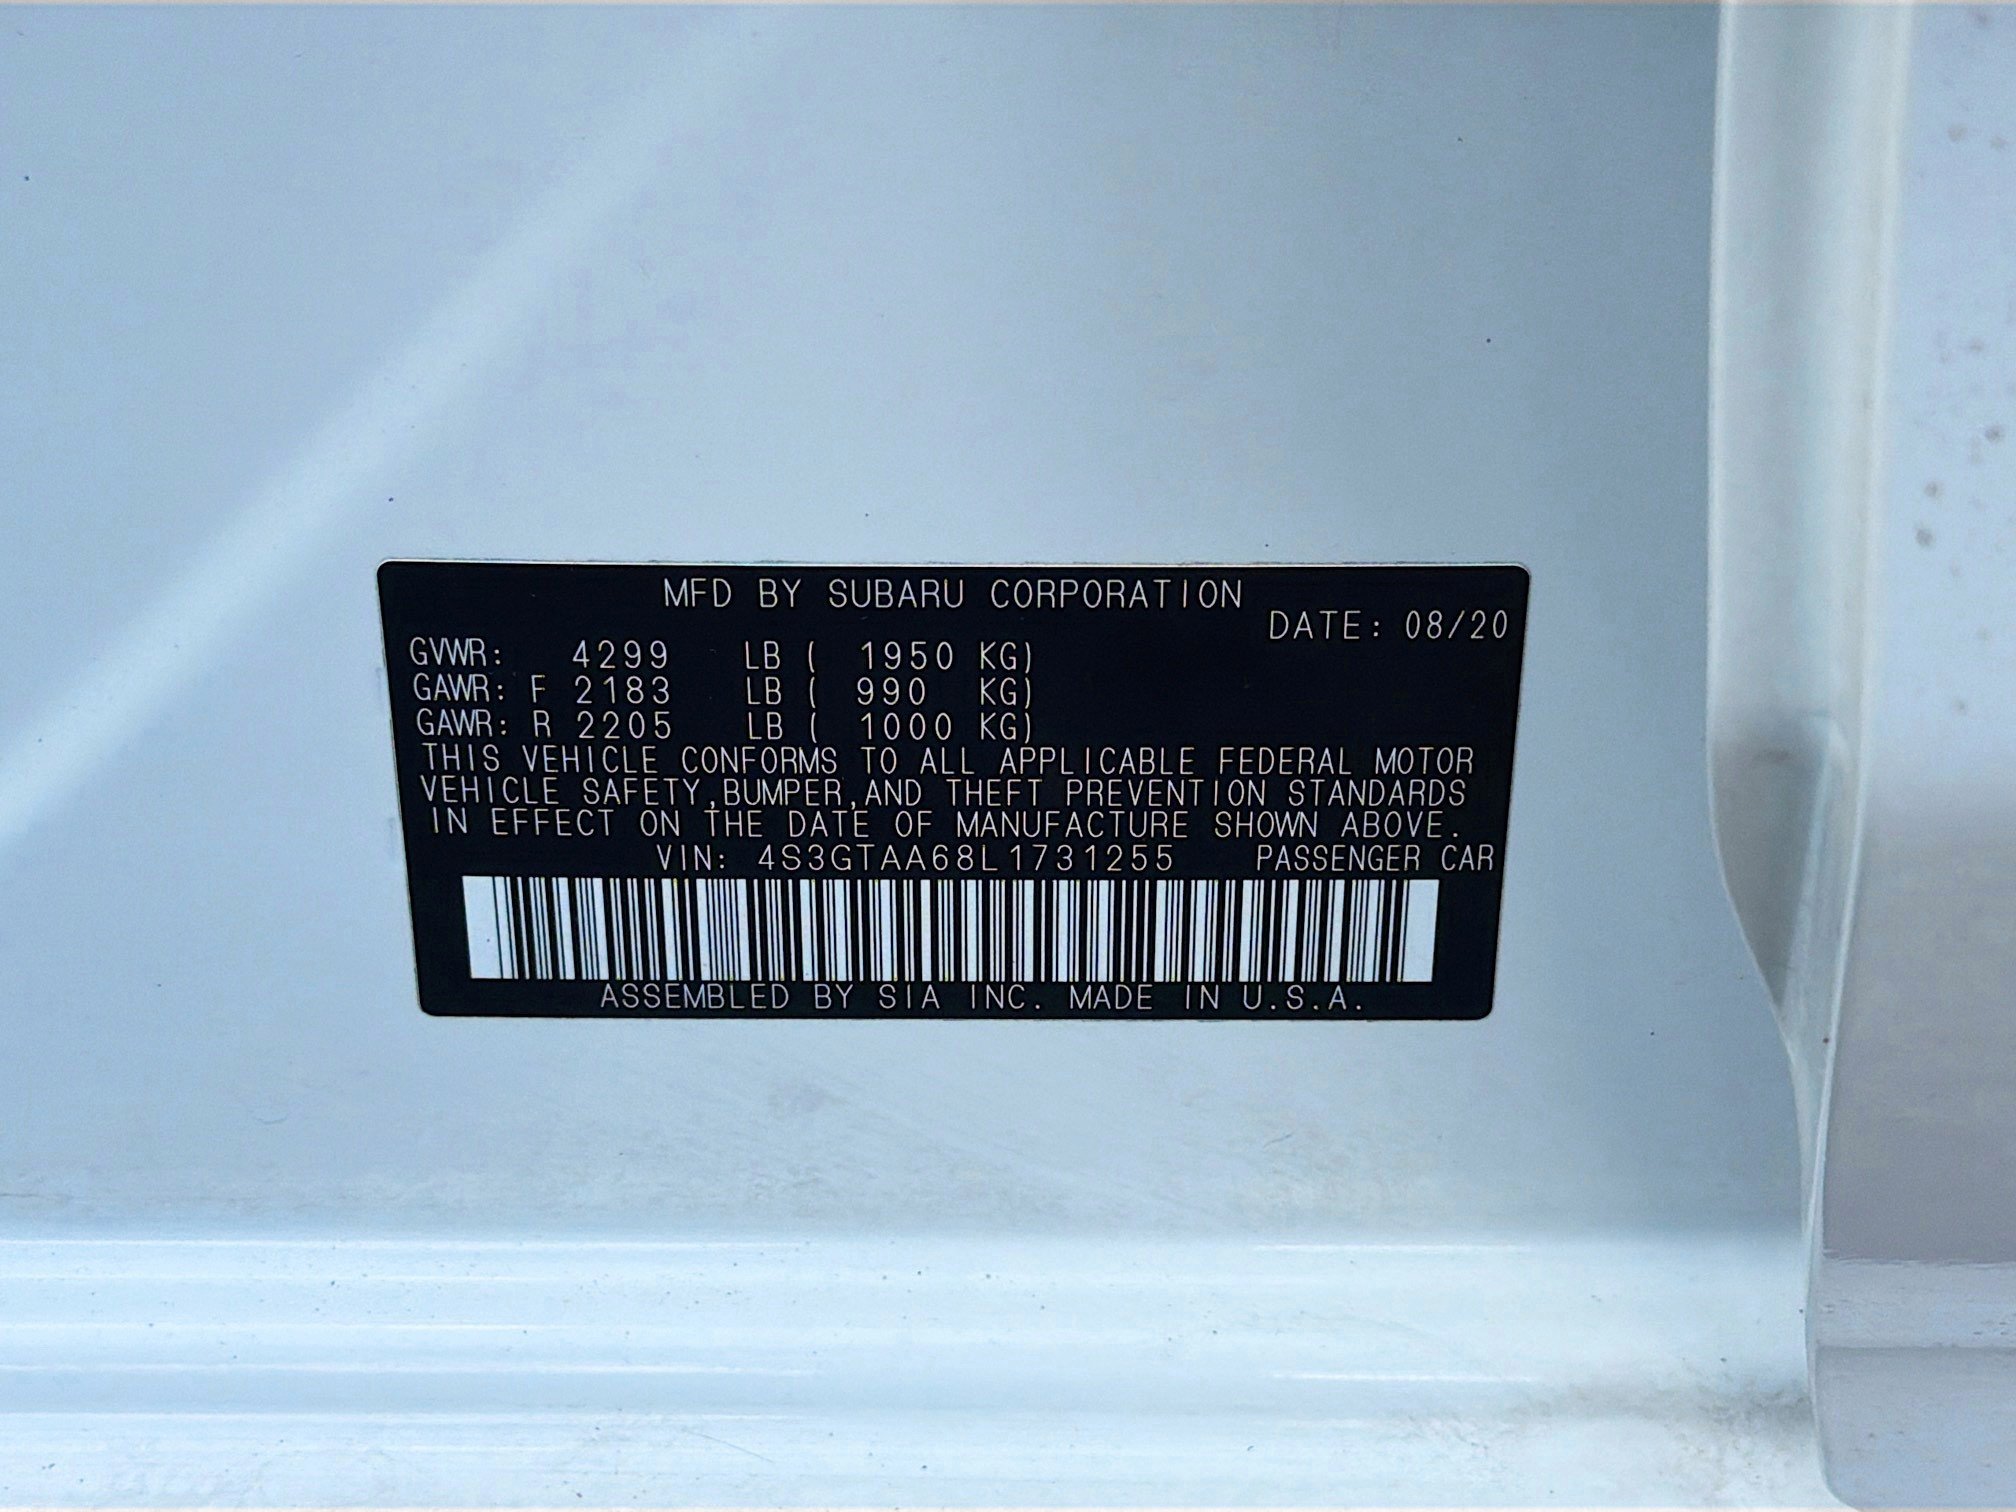 MFD BY SUBARU CORPORATION
DATE: 08/20
GVWR: 4299 LB ( 1950 KG)
GAWR: F 2183 LB ( 990 KG)
GAWR: R 2205 LB ( 1000 KG)
THIS VEHICLE CONFORMS TO ALL APPLICABLE FEDERAL MOTOR
VEHICLE SAFETY,BUMPER,AND THEFT PREVENTION STANDARDS
IN EFFECT ON THE DATE OF MANUFACTURE SHOWN ABOVE.
VIN: 4S3GTAA68L1731255 PASSENGER CAR
ASSEMBLED BY SIA INC. MADE IN U.S.A.